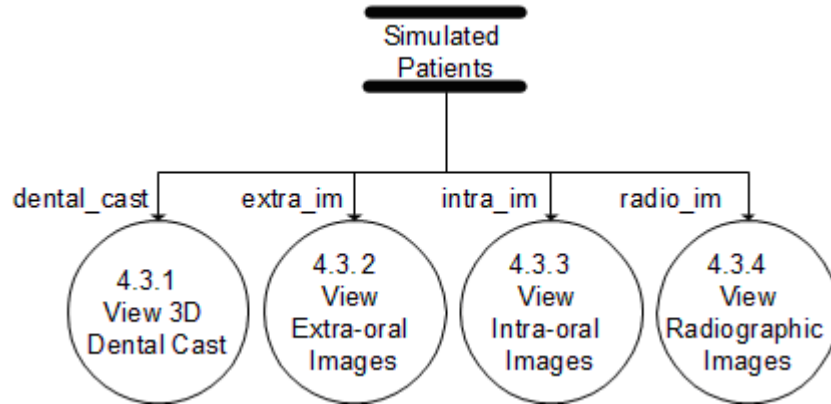 Simulated
Patients
dental_cast
extra_im
intra_im
radio_im
4.3.1
View 3D
Dental Cast
4.3.2
View
Extra-oral
Images
4.3.3
View
Intra-oral
Images
4.3.4
View
Radiographic
Images